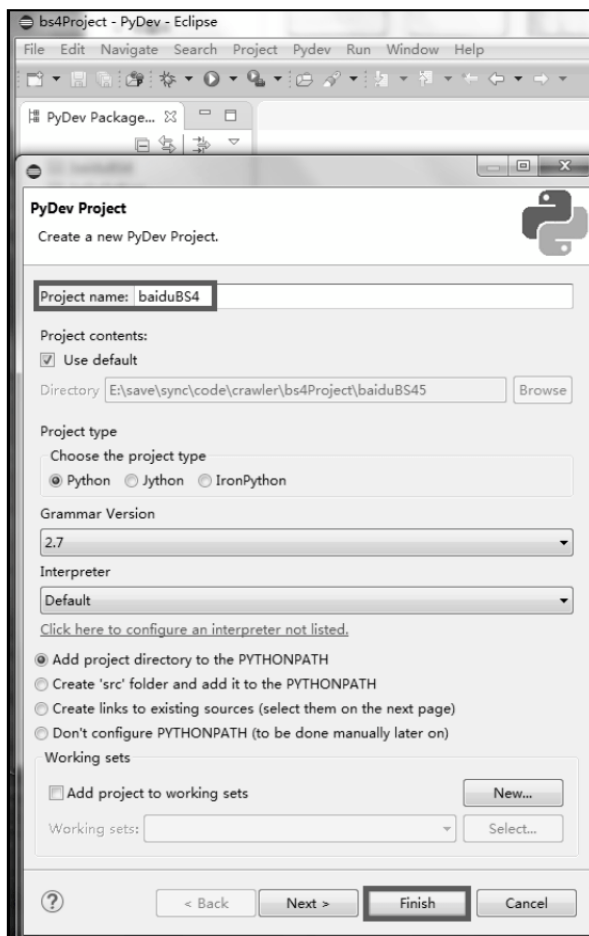 bs4Project - PyDev - Eclipse
File Edit Navigate Search Project Pydev Run Window Help
PyDev Package...
PyDev Project
Create a new PyDev Project.
Project name: baiduBS4
Project contents:
Use default
Directory E:\save\sync\code\crawler\bs4Project\baiduBS45 Browse
Project type
Choose the project type
Python Jython IronPython
Grammar Version
2.7
Interpreter
Default
Click here to configure an interpreter not listed.
Add project directory to the PYTHONPATH
Create 'src' folder and add it to the PYTHONPATH
Create links to existing sources (select them on the next page)
Don't configure PYTHONPATH (to be done manually later on)
Working sets
Add project to working sets New...
Working sets: Select...
? < Back Next > Finish Cancel